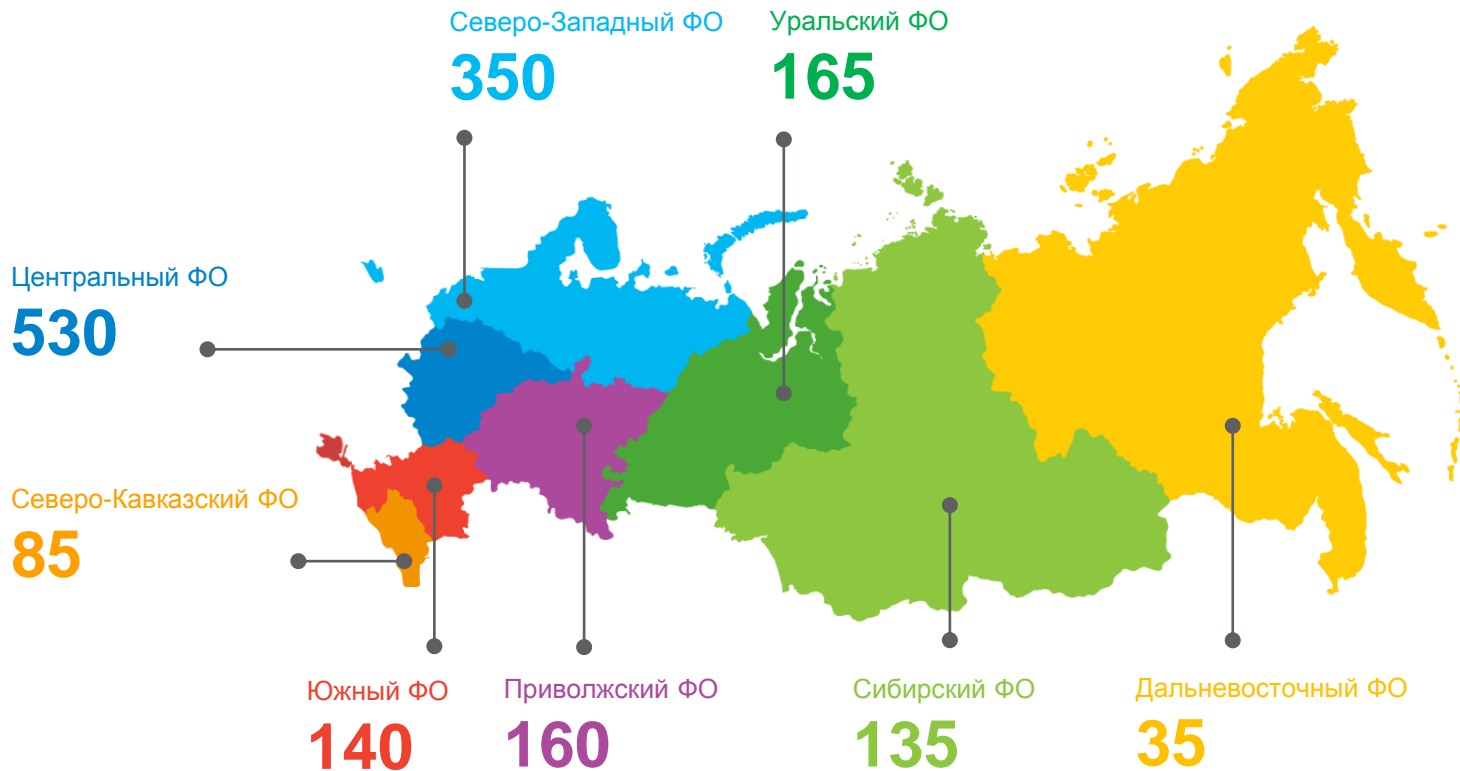 Северо-Западный ФО
350
Уральский ФО
165
Центральный ФО
530
Северо-Кавказский ФО
85
Южный ФО
140
Приволжский ФО
160
Сибирский ФО
135
Дальневосточный ФО
35